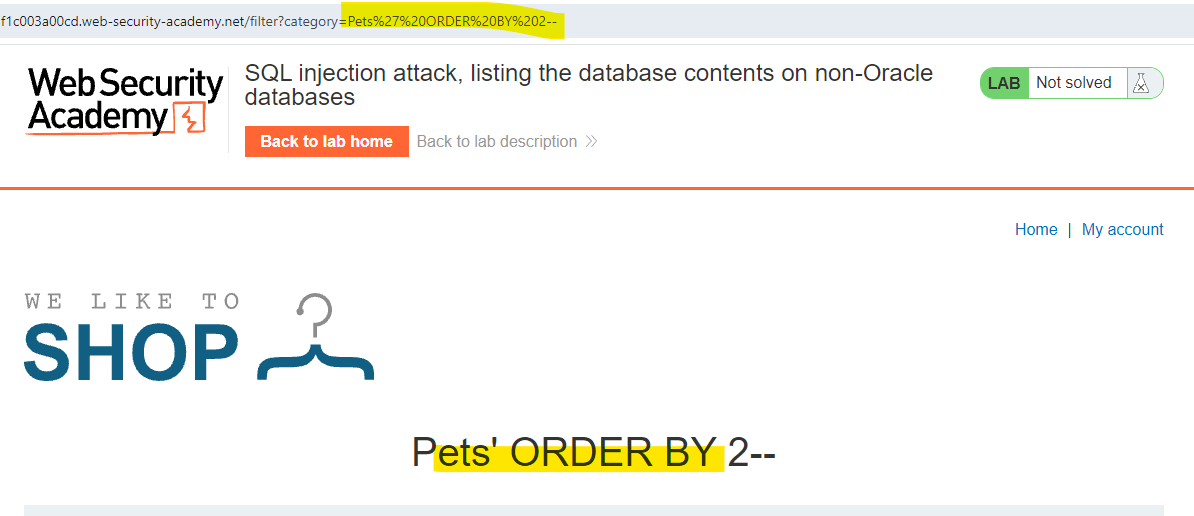 f1c003a00cd.web-security-academy.net/filter?category=Pets%27%20ORDER%20BY%202--
Web Security
Academy
SQL injection attack, listing the database contents on non-Oracle
databases
LAB Not solved
Back to lab home Back to lab description >>
Home | My account
WE LIKE TO
SHOP
Pets' ORDER BY 2--